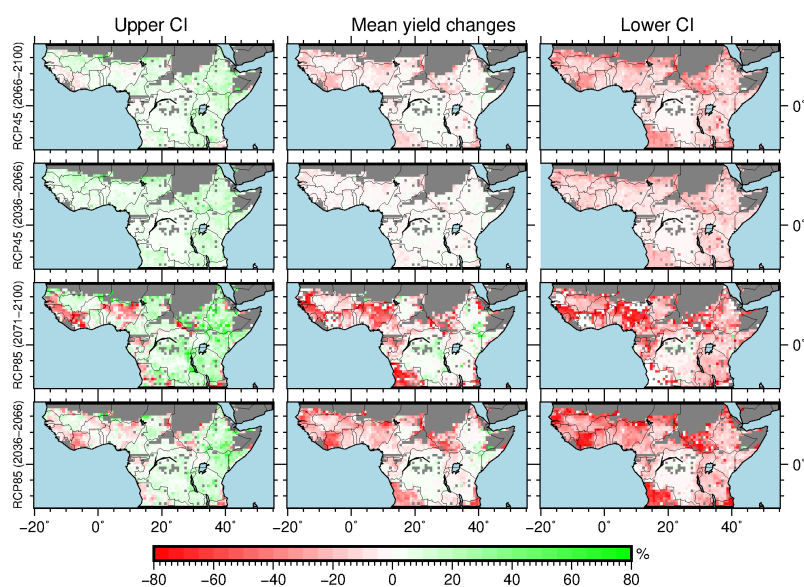 Upper CI Mean yield changes Lower CI
RCP45 (2066−2100)
0°
RCP45 (2036−2066)
0°
RCP85 (2071−2100)
0°
RCP85 (2036−2066)
0°
−20° 0° 20° 40° −20° 0° 20° 40° −20° 0° 20° 40°
%
−80 −60 −40 −20 0 20 40 60 80